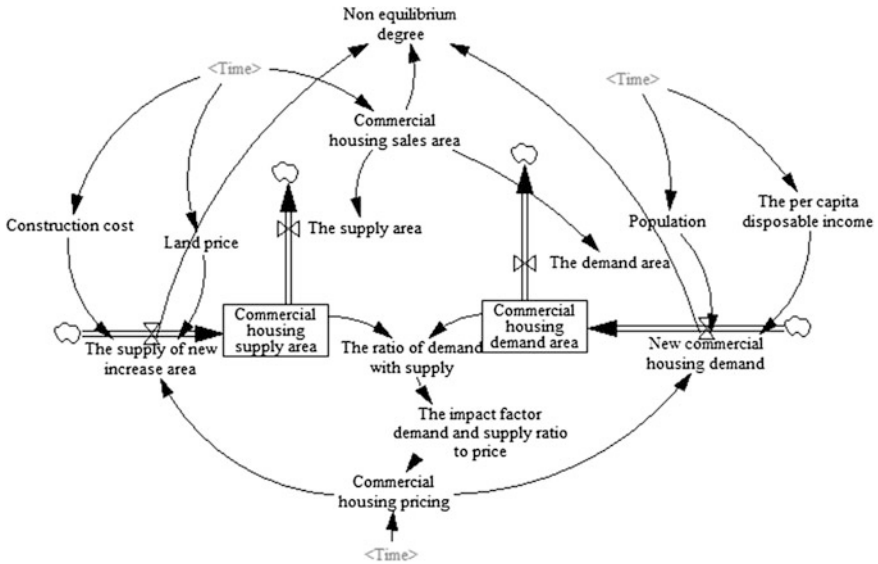 Non equilibrium
degree
<Time>
<Time>
Commercial
housing sales area
Construction cost
Land price
The supply area
Population
The per capita
disposable income
The demand area
Commercial
housing
supply area
Commercial
housing
demand area
The supply of new
increase area
The ratio of demand
with supply
New commercial
housing demand
The impact factor
demand and supply ratio
to price
Commercial
housing pricing
<Time>